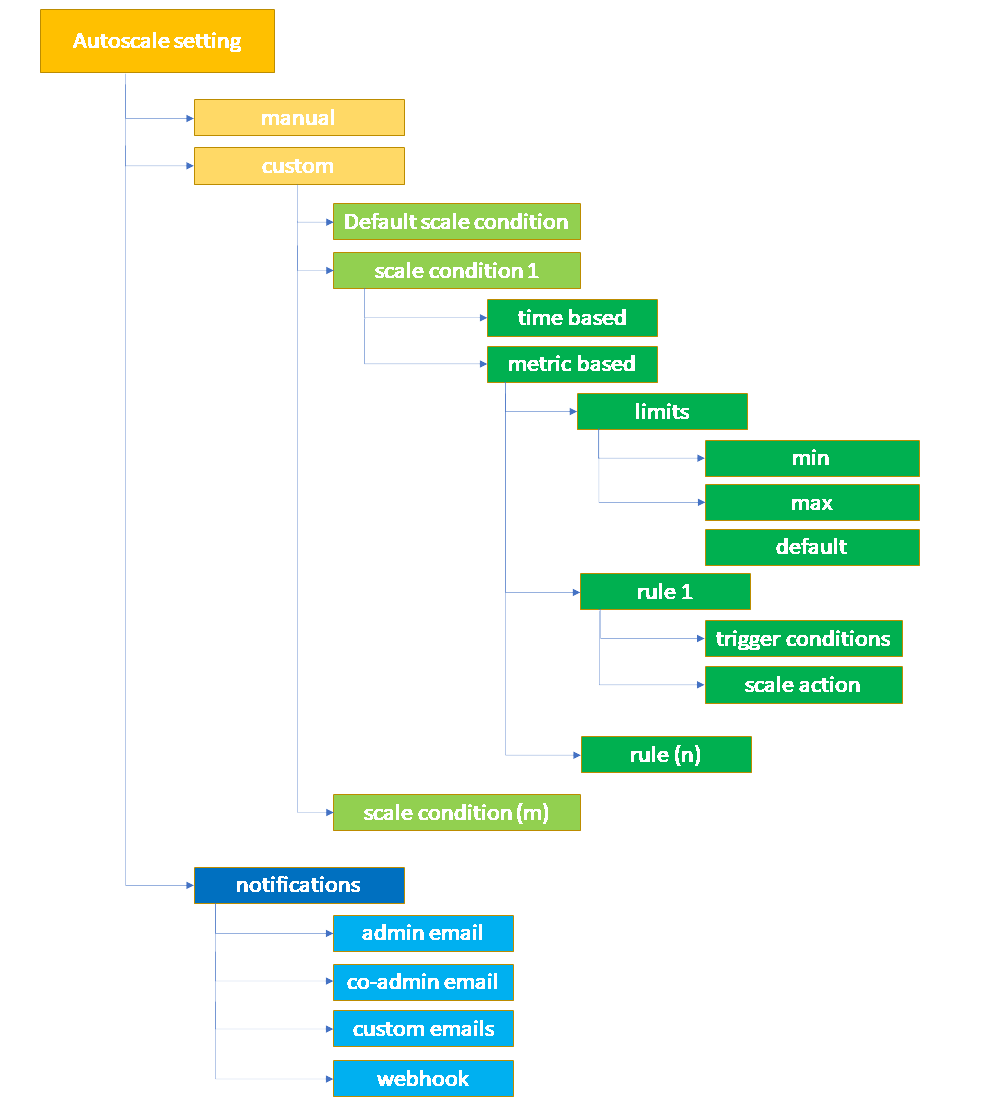 Autoscale setting
manual
custom
Default scale condition
scale condition 1
time based
metric based
limits
min
max
default
rule 1
trigger conditions
scale action
rule (n)
scale condition (m)
notifications
admin email
co-admin email
custom emails
webhook